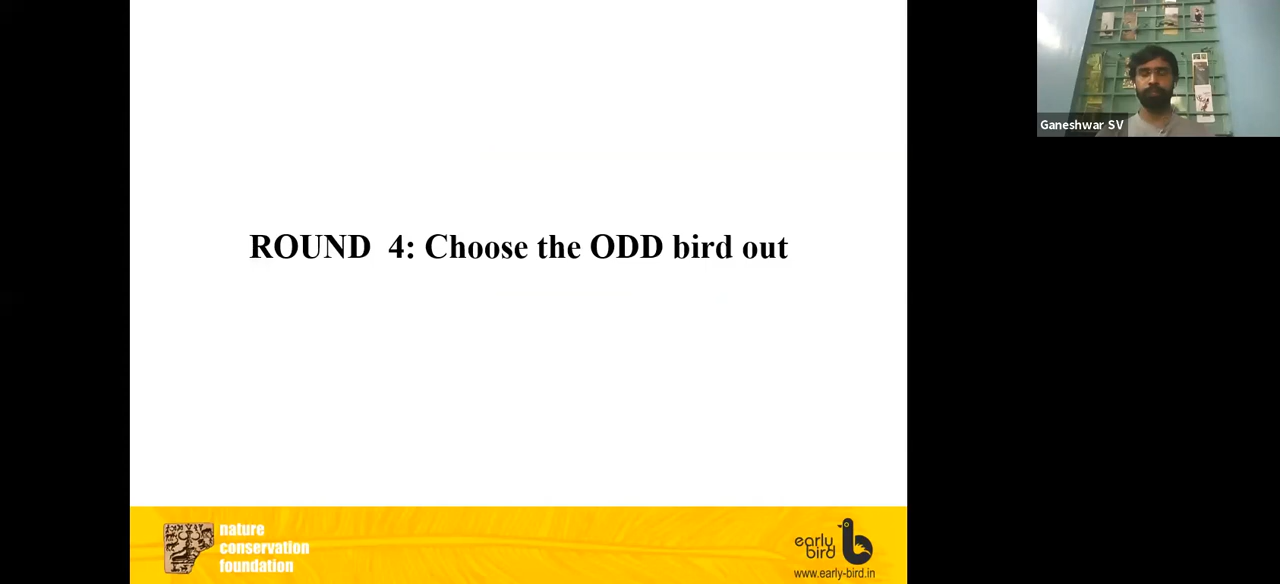 Ganeshwar SV
ROUND 4: Choose the ODD bird out
nature
conservation
foundation
early
bird
www.early-bird.in